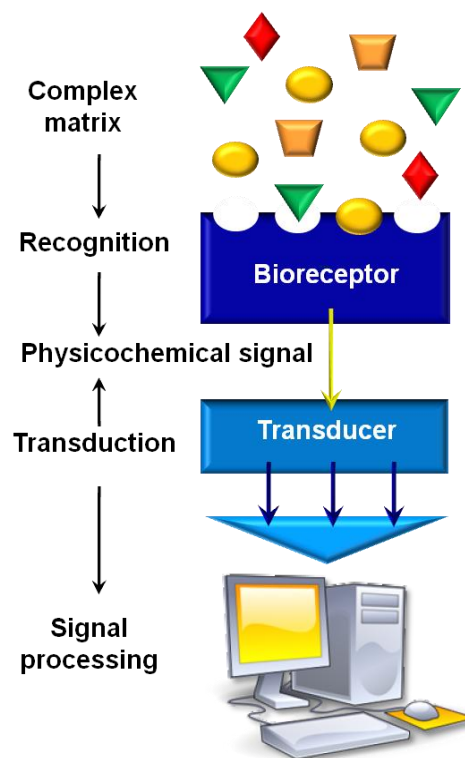 Complex
matrix
Recognition
Bioreceptor
Physicochemical signal
Transducer
Transduction
Signal
processing